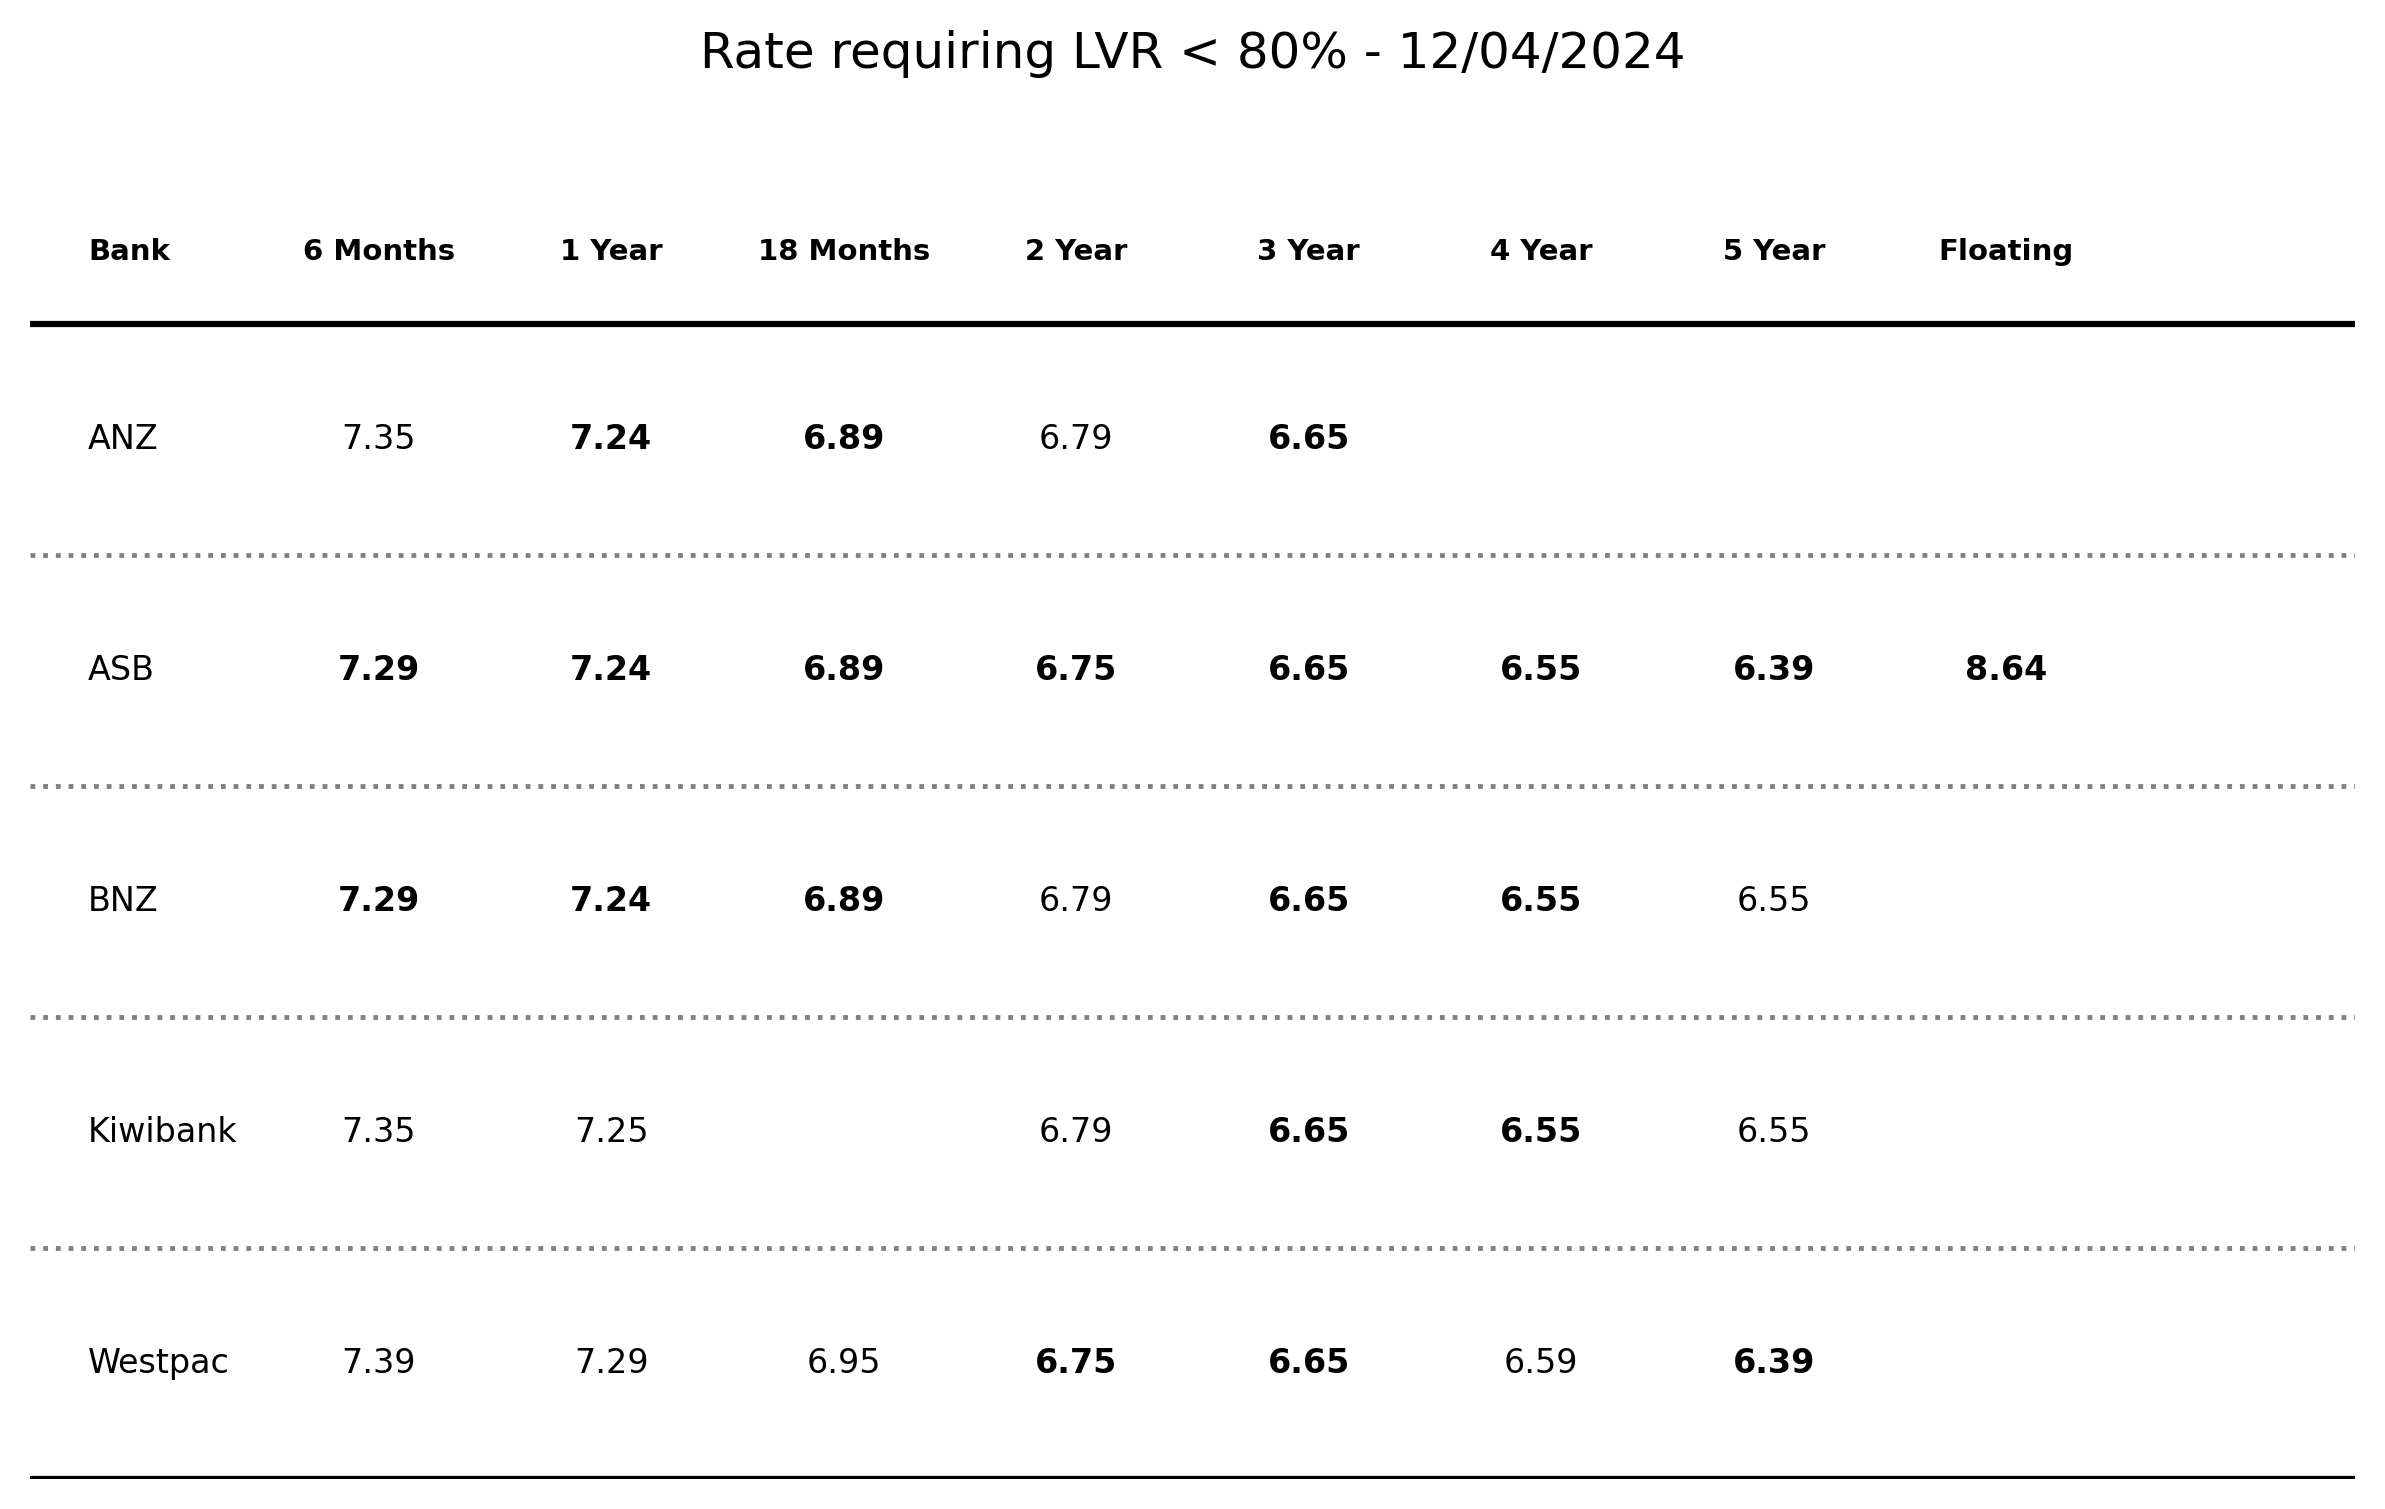 Rate requiring LVR < 80% - 12/04/2024
Bank 6 Months 1 Year 18 Months 2 Year 3 Year 4 Year 5 Year Floating
ANZ 7.35 7.24 6.89 6.79 6.65
ASB 7.29 7.24 6.89 6.75 6.65 6.55 6.39 8.64
BNZ 7.29 7.24 6.89 6.79 6.65 6.55 6.55
Kiwibank 7.35 7.25 6.79 6.65 6.55 6.55
Westpac 7.39 7.29 6.95 6.75 6.65 6.59 6.39